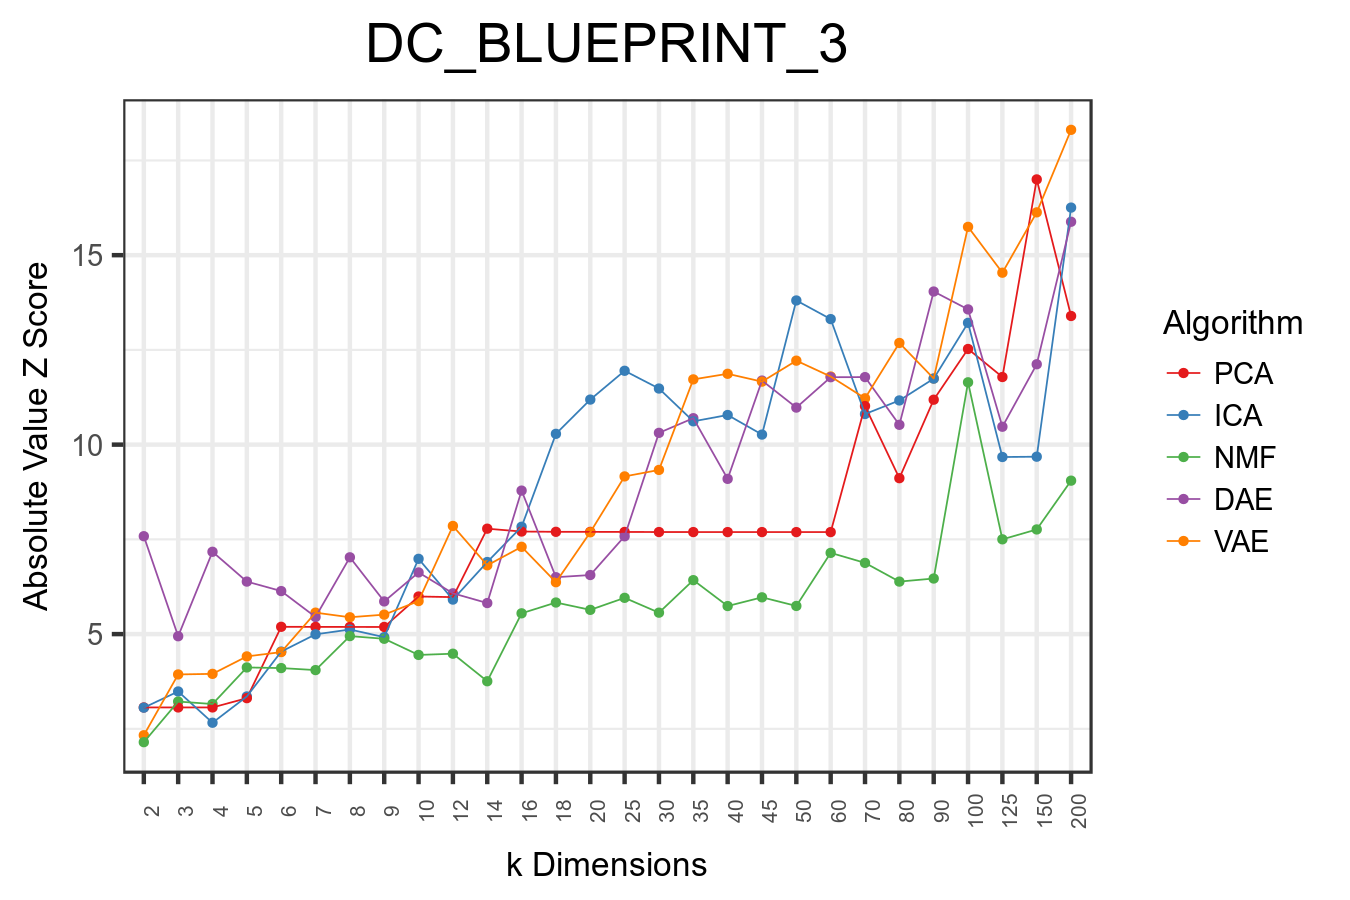 DC_BLUEPRINT_3
Absolute Value Z Score
15
10
5
2 3 4 5 6 7 8 9 10 12 14 16 18 20 25 30 35 40 45 50 60 70 80 90 100 125 150 200
k Dimensions
Algorithm
PCA
ICA
NMF
DAE
VAE